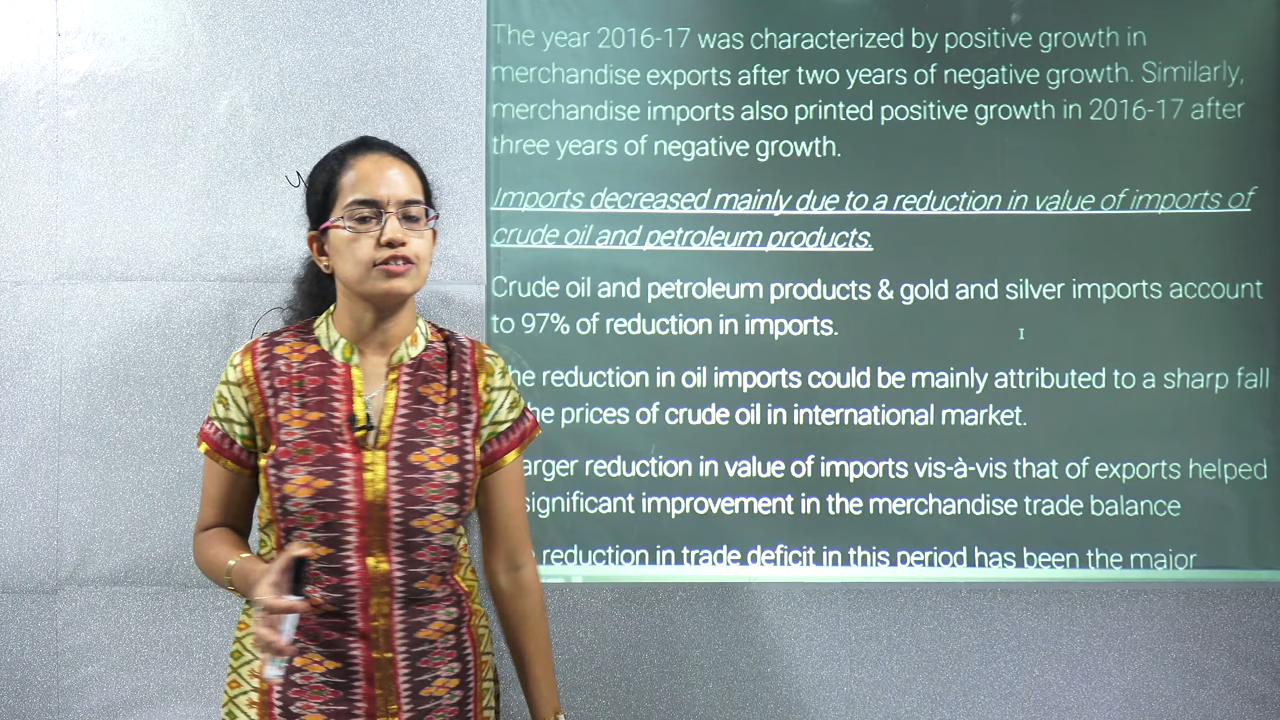 The year 2016-17 was characterized by positive growth in
merchandise exports after two years of negative growth. Similarly,
merchandise imports also printed positive growth in 2016-17 after
three years of negative growth.
Imports decreased mainly due to a reduction in value of imports of
crude oil and petroleum products.
Crude oil and petroleum products & gold and silver imports account
to 97% of reduction in imports.
he reduction in oil imports could be mainly attributed to a sharp fall
he prices of crude oil in international market.
arger reduction in value of imports vis-à-vis that of exports helped
significant improvement in the merchandise trade balance
reduction in trade deficit in this period has been the major